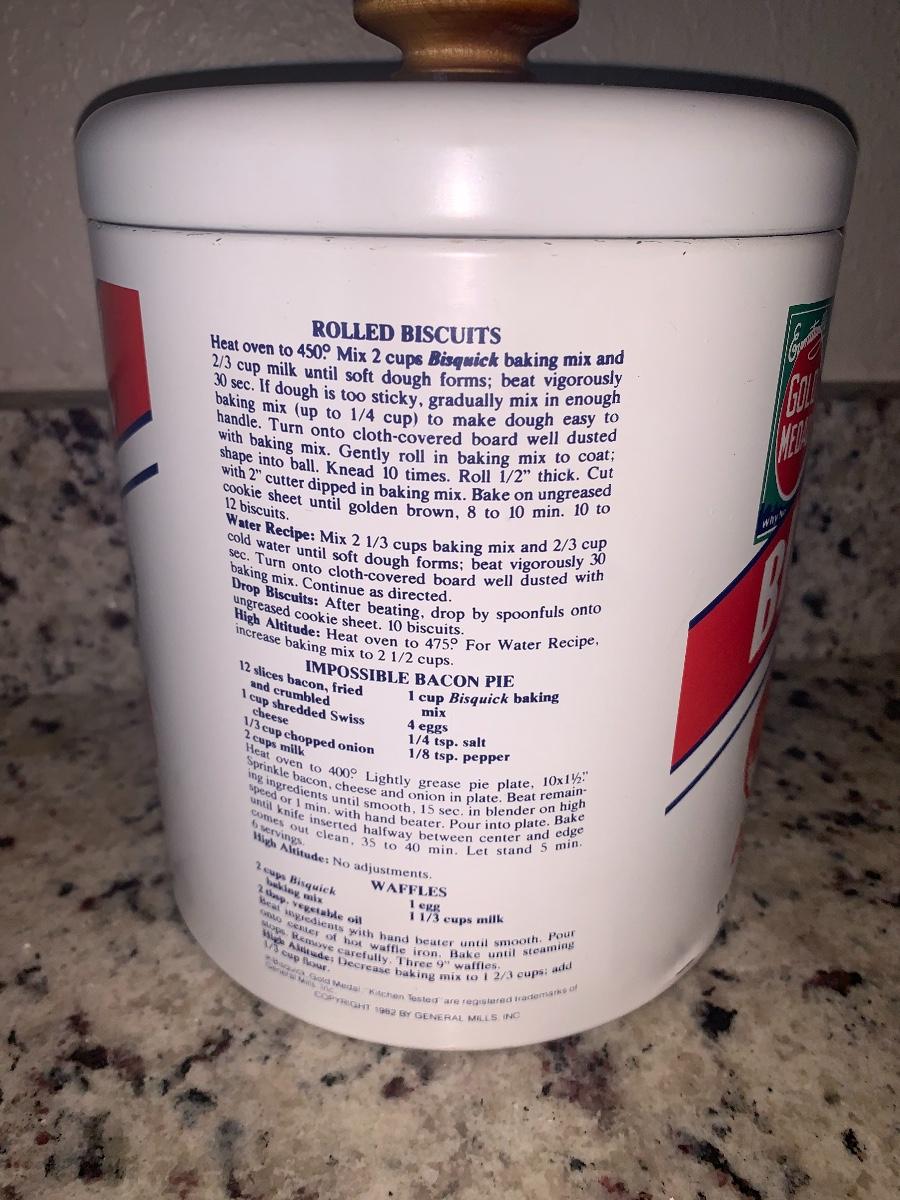 ROLLED BISCUITS
Heat oven to 450° Mix 2 cups Bisquick baking mix and
2/3 cup milk until soft dough forms; beat vigorously
30 sec. If dough is too sticky, gradually mix in enough
baking mix (up to 1/4 cup) to make dough easy to
handle. Turn onto cloth-covered board well dusted
with baking mix. Gently roll in baking mix to coat;
shape into ball. Knead 10 times. Roll 1/2" thick. Cut
with 2" cutter dipped in baking mix. Bake on ungreased
cookie sheet until golden brown, 8 to 10 min. 10 to
12 biscuits.
Water Recipe: Mix 2 1/3 cups baking mix and 2/3 cup
cold water until soft dough forms; beat vigorously 30
sec. Turn onto cloth-covered board well dusted with
baking mix. Continue as directed.
Drop Biscuits: After beating, drop by spoonfuls onto
ungreased cookie sheet. 10 biscuits.
High Altitude: Heat oven to 475° For Water Recipe,
increase baking mix to 2 1/2 cups.
IMPOSSIBLE BACON PIE
12 slices bacon, fried
and crumbled
1 cup shredded Swiss
cheese
1/3 cup chopped onion
2 cups milk
1 cup Bisquick baking
mix
4 eggs
1/4 tsp. salt
1/8 tsp. pepper
Heat oven to 400° Lightly grease pie plate, 10x1½."
Sprinkle bacon, cheese and onion in plate. Beat remain-
ing ingredients until smooth, 15 sec. in blender on high
speed or 1 min. with hand beater. Pour into plate. Bake
until knife inserted halfway between center and edge
comes out clean, 35 to 40 min. Let stand 5 min.
6 servings.
High Altitude: No adjustments.
WAFFLES
2 cups Bisquick
baking mix
2 tbsp. vegetable oil
1 egg
1 1/3 cups milk
Beat ingredients with hand beater until smooth. Pour
onto center of hot waffle iron. Bake until steaming
stops. Remove carefully. Three 9" waffles.
High Altitude: Decrease baking mix to 1 2/3 cups; add
1/3 cup flour.
Bisquick, Gold Medal "Kitchen Tested" are registered trademarks of
General Mills, Inc.
COPYRIGHT 1982 BY GENERAL MILLS, INC
GOLD
MEDAL
Why
B